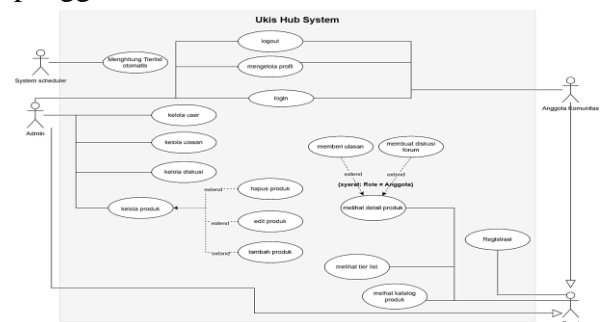 Ukis Hub System
logout
Menghitung Tierlist
otomatis
mengelola profil
System scheduler
login
Admin
Anggota Komunitas
kelola user
kelola ulasan
memberi ulasan
membuat diskusi
forum
kelola diskusi
extend
extend
(syarat: Role = Anggota)
extend
hapus produk
kelola produk
melihat detail produk
extend
edit produk
Registrasi
extend
tambah produk
melihat tier list
melihat katalog
produk